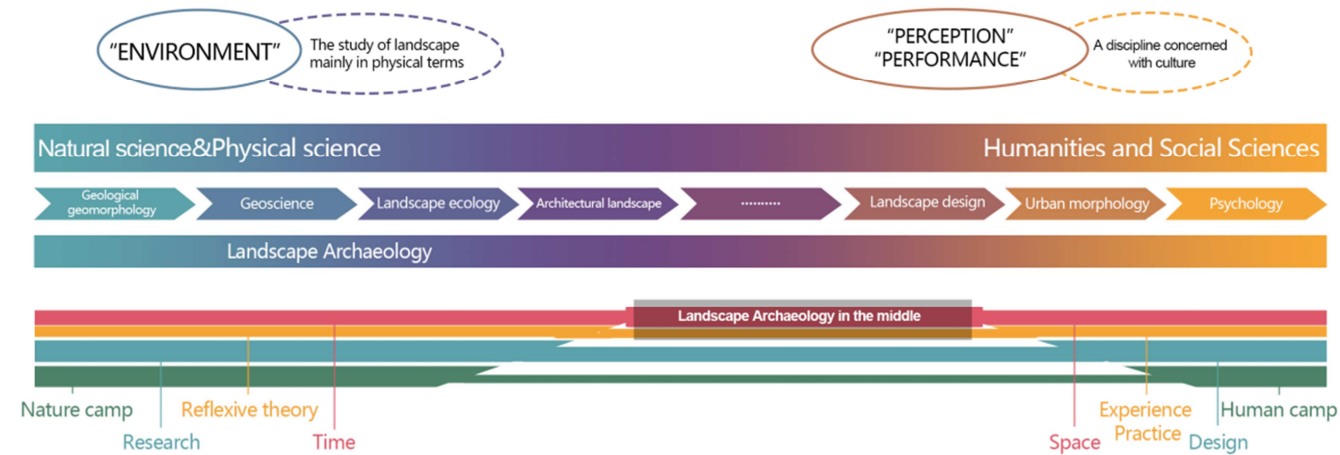 “ENVIRONMENT”
The study of landscape
mainly in physical terms
“PERCEPTION”
“PERFORMANCE”
A discipline concerned
with culture
Natural science&Physical science
Humanities and Social Sciences
Geological
geomorphology
Geoscience
Landscape ecology
Architectural landscape
..........
Landscape design
Urban morphology
Psychology
Landscape Archaeology
Landscape Archaeology in the middle
Nature camp
Reflexive theory
Experience
Practice
Human camp
Research
Time
Space
Design